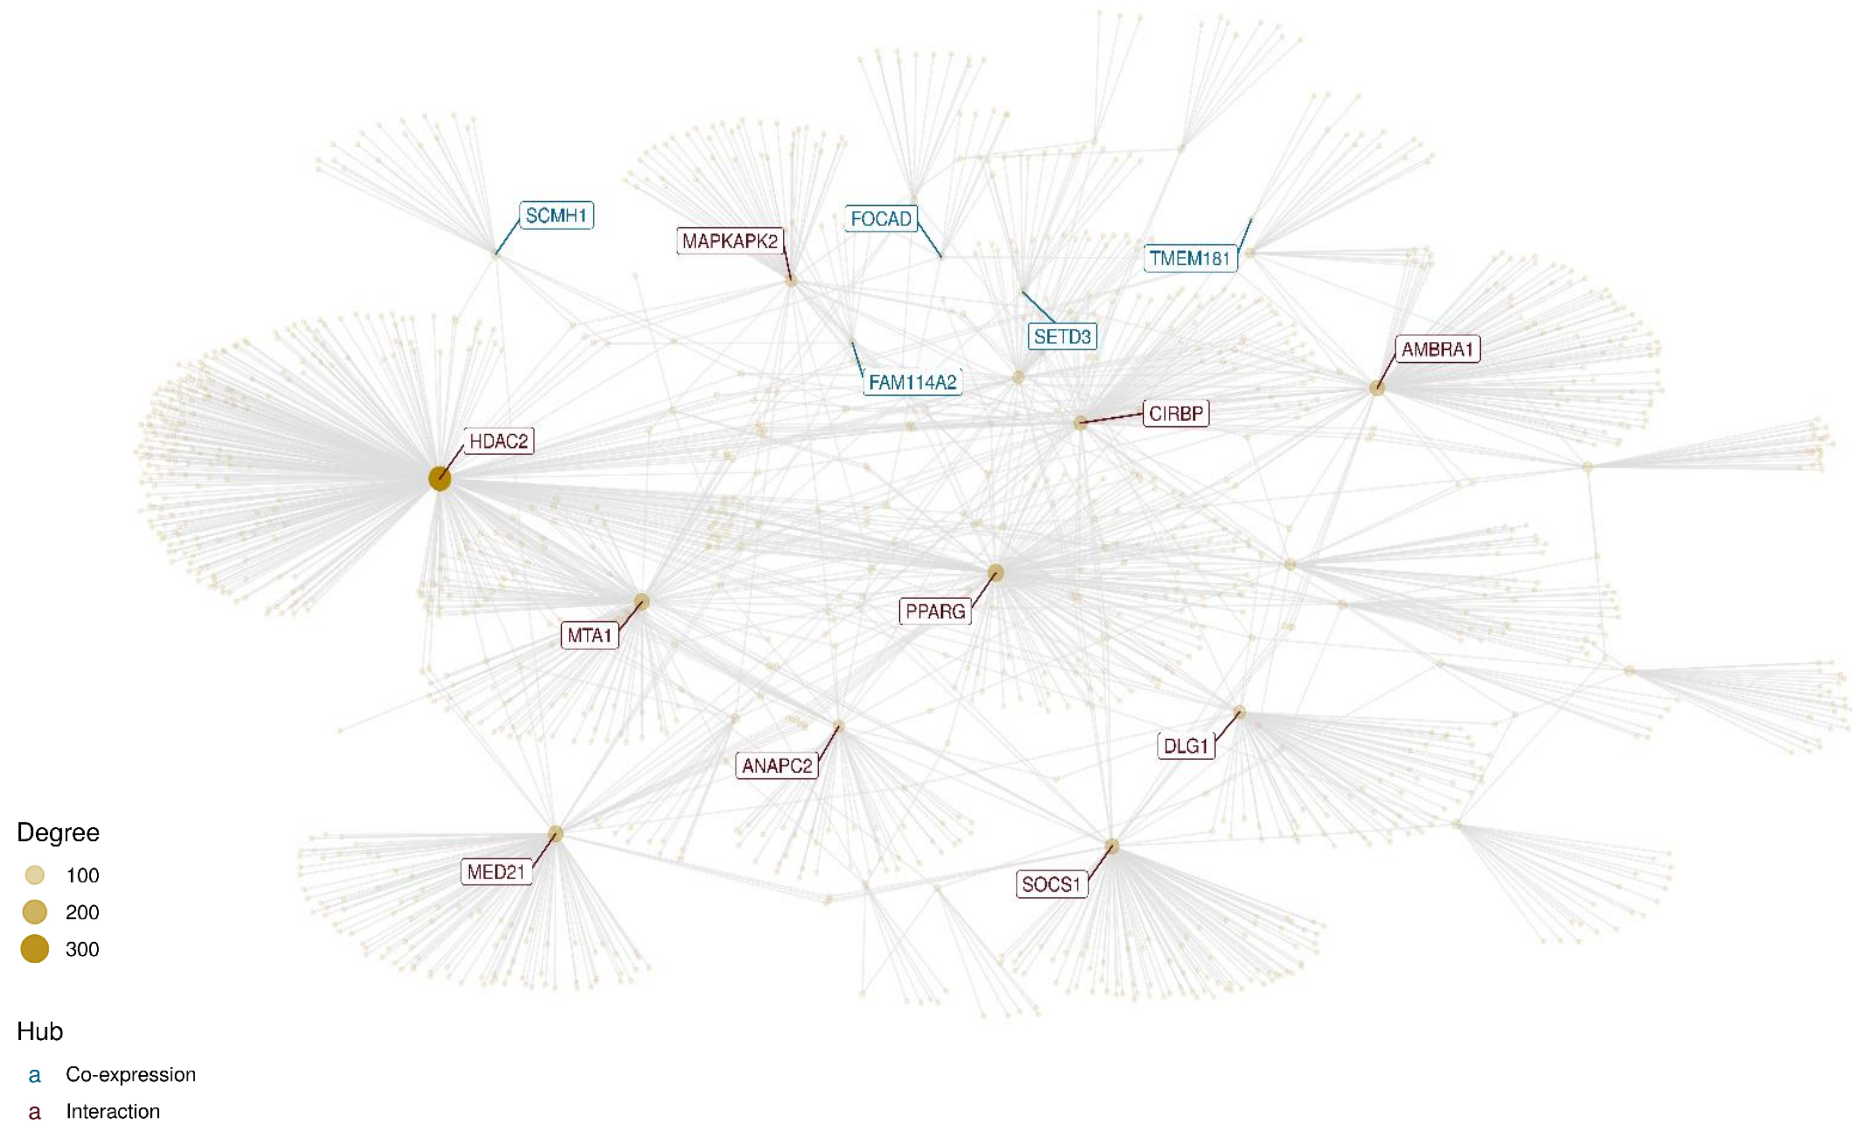 SCMH1
FOCAD
MAPKAPK2
TMEM181
SETD3
AMBRA1
FAM114A2
CIRBP
HDAC2
PPARG
MTA1
DLG1
ANAPC2
MED21
SOCS1
Degree
100
200
300
Hub
a Co-expression
a Interaction